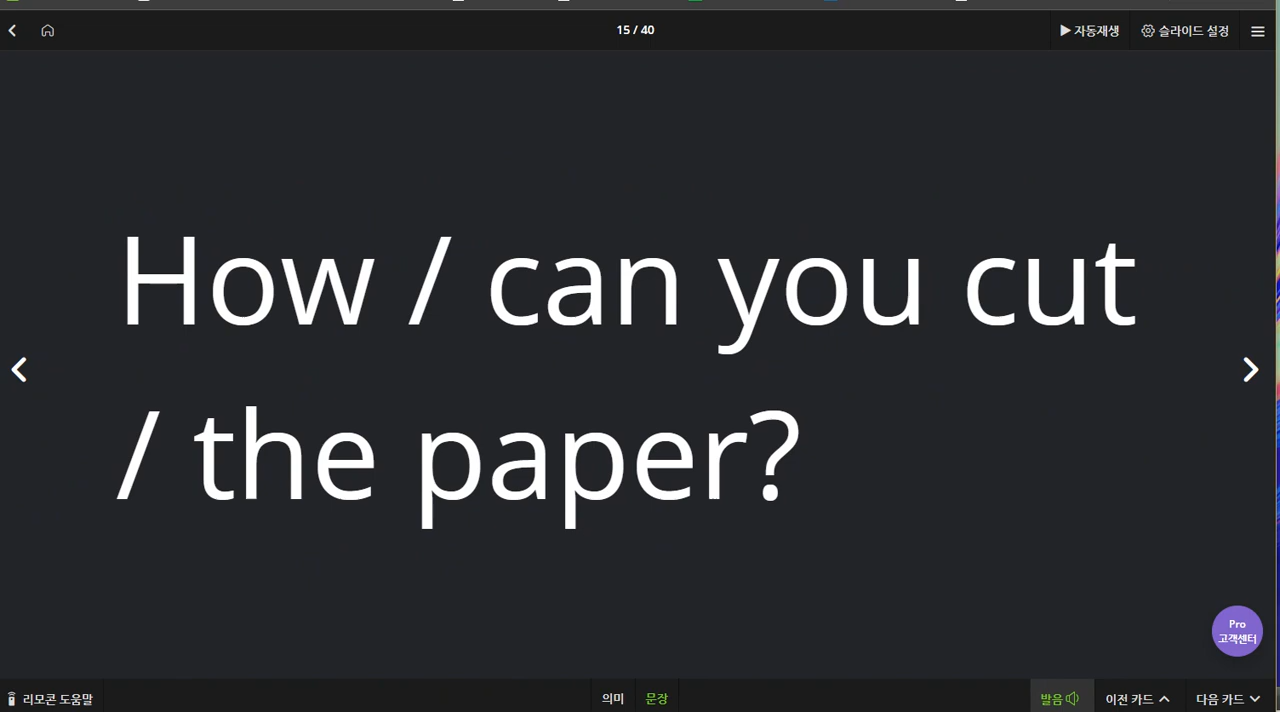 15 / 40
▶ 자동재생
슬라이드 설정
How / can you cut
/ the paper?
Pro
고객센터
리모콘 도움말
의미
문장
발음
이전 카드
다음 카드